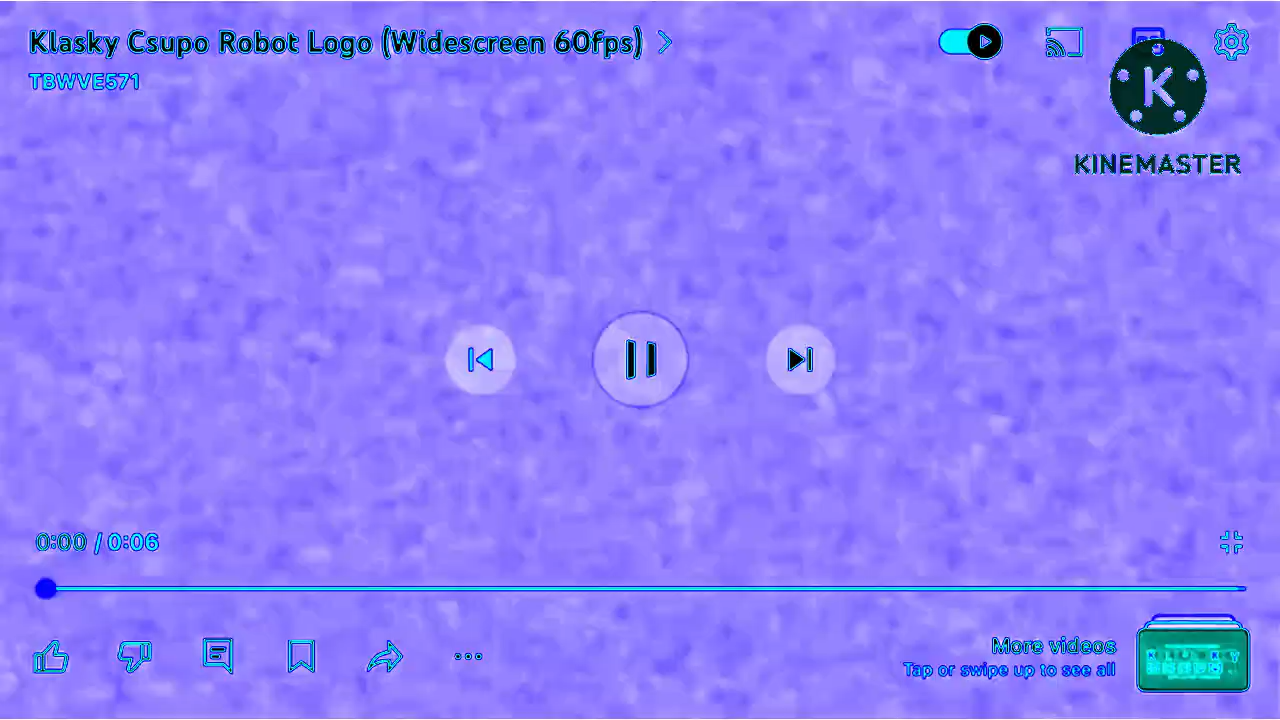 Klasky Csupo Robot Logo (Widescreen 60fps)
TBWVE571
K
KINEMASTER
0:00 / 0:06
More videos
Tap or swipe up to see all